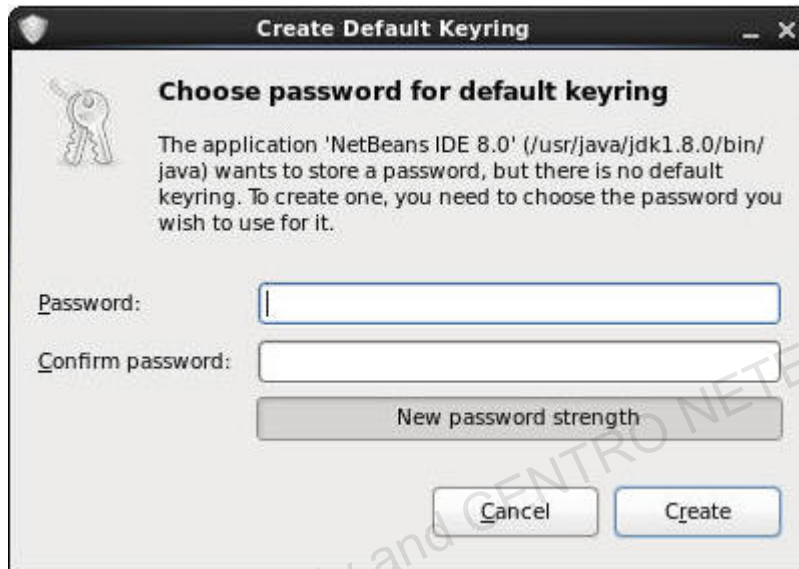 Create Default Keyring
Choose password for default keyring
The application 'NetBeans IDE 8.0' (/usr/java/jdk1.8.0/bin/
java) wants to store a password, but there is no default
keyring. To create one, you need to choose the password you
wish to use for it.
Password:
Confirm password:
New password strength
Cancel
Create
and CENTRO